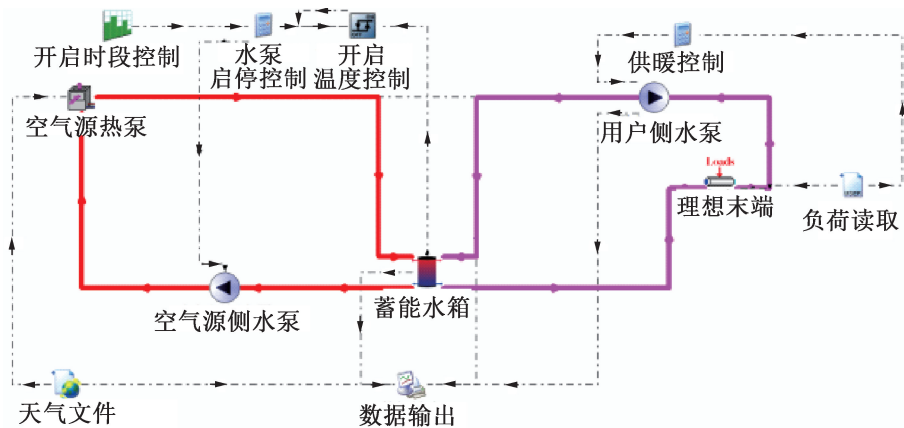 开启时段控制
水泵
启停控制
开启
温度控制
供暖控制
空气源热泵
用户侧水泵
Loads
理想末端
负荷读取
空气源侧水泵
蓄能水箱
天气文件
数据输出